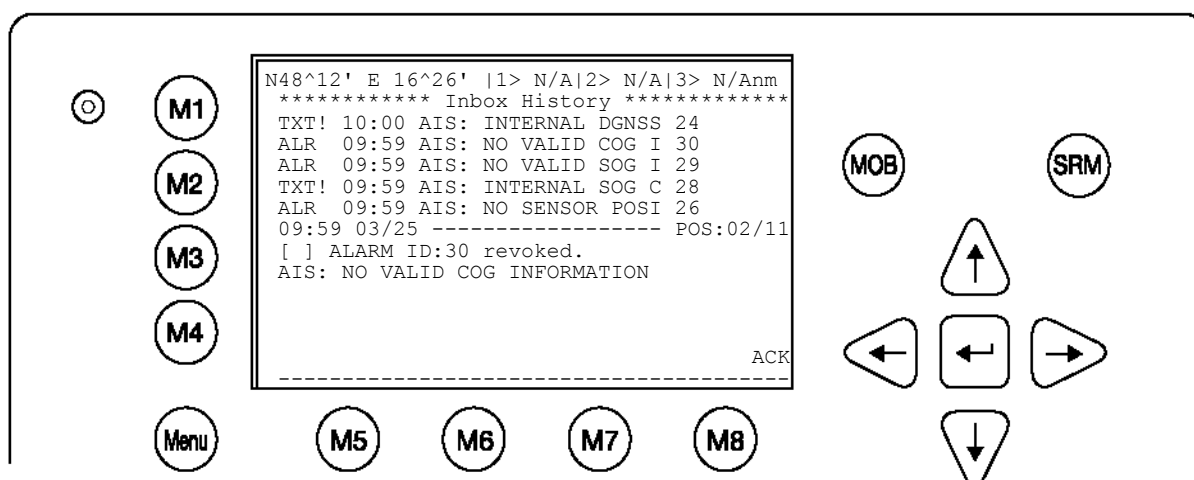 N48^12' E 16^26' |1> N/A|2> N/A|3> N/Anm
************ Inbox History *************
TXT! 10:00 AIS: INTERNAL DGNSS 24
ALR 09:59 AIS: NO VALID COG I 30
ALR 09:59 AIS: NO VALID SOG I 29
TXT! 09:59 AIS: INTERNAL SOG C 28
ALR 09:59 AIS: NO SENSOR POSI 26
09:59 03/25 ------------------ POS:02/11
[ ] ALARM ID:30 revoked.
AIS: NO VALID COG INFORMATION
ACK
----------------------------------------
M1
M2
M3
M4
Menu
M5
M6
M7
M8
MOB
SRM